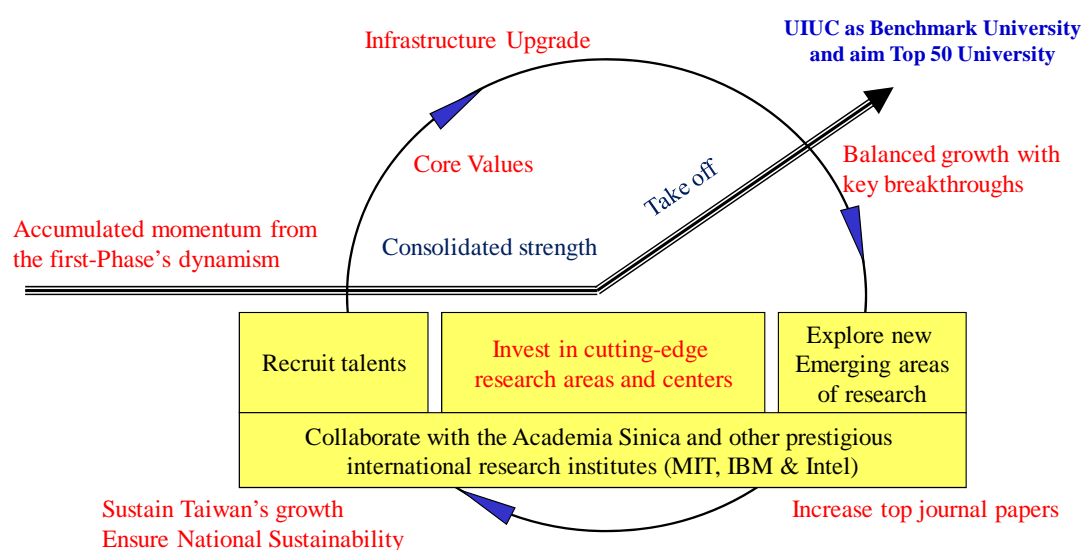 UIUC as Benchmark University
and aim Top 50 University
Infrastructure Upgrade
Core Values
Take off
Balanced growth with
key breakthroughs
Accumulated momentum from
the first-Phase's dynamism
Consolidated strength
Recruit talents
Invest in cutting-edge
research areas and centers
Explore new
Emerging areas
of research
Collaborate with the Academia Sinica and other prestigious
international research institutes (MIT, IBM & Intel)
Sustain Taiwan's growth
Ensure National Sustainability
Increase top journal papers